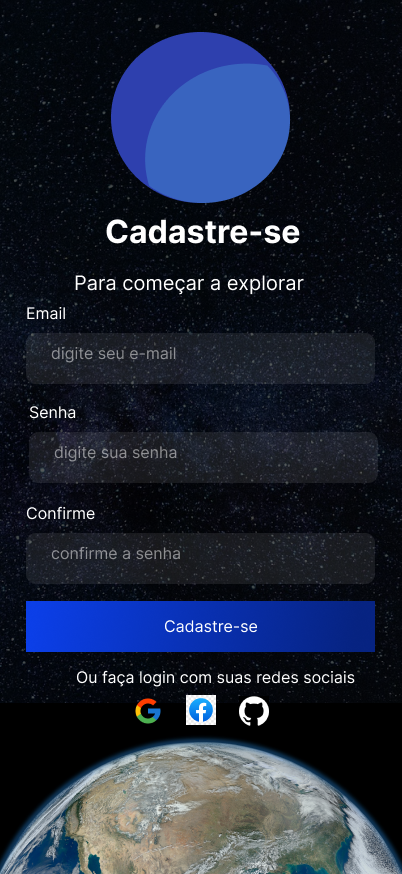 Cadastre-se
Para começar a explorar
Email
digite seu e-mail
Senha
digite sua senha
Confirme
confirme a senha
Cadastre-se
Ou faça login com suas redes sociais